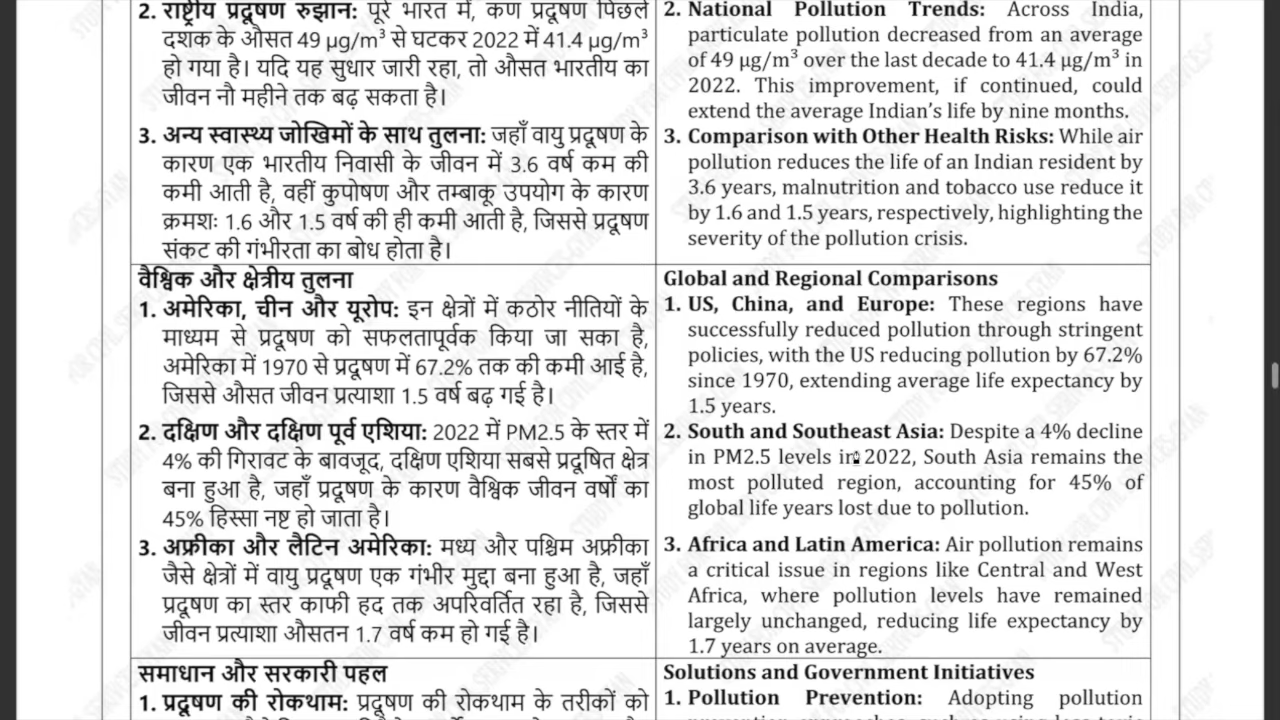 2. राष्ट्रीय प्रदूषण रुझान: पूरे भारत में, कण प्रदूषण पिछले
दशक के औसत 49 µg/m³ से घटकर 2022 में 41.4 µg/m³
हो गया है। यदि यह सुधार जारी रहा, तो औसत भारतीय का
जीवन नौ महीने तक बढ़ सकता है।
3. अन्य स्वास्थ्य जोखिमों के साथ तुलना: जहाँ वायु प्रदूषण के
कारण एक भारतीय निवासी के जीवन में 3.6 वर्ष कम की
कमी आती है, वहीं कुपोषण और तम्बाकू उपयोग के कारण
क्रमशः 1.6 और 1.5 वर्ष की ही कमी आती है, जिससे प्रदूषण
संकट की गंभीरता का बोध होता है।
2. National Pollution Trends: Across India,
particulate pollution decreased from an average
of 49 µg/m³ over the last decade to 41.4 µg/m³ in
2022. This improvement, if continued, could
extend the average Indian's life by nine months.
3. Comparison with Other Health Risks: While air
pollution reduces the life of an Indian resident by
3.6 years, malnutrition and tobacco use reduce it
by 1.6 and 1.5 years, respectively, highlighting the
severity of the pollution crisis.
वैश्विक और क्षेत्रीय तुलना
1. अमेरिका, चीन और यूरोप: इन क्षेत्रों में कठोर नीतियों के
माध्यम से प्रदूषण को सफलतापूर्वक किया जा सका है,
अमेरिका में 1970 से प्रदूषण में 67.2% तक की कमी आई है,
जिससे औसत जीवन प्रत्याशा 1.5 वर्ष बढ़ गई है।
2. दक्षिण और दक्षिण पूर्व एशिया: 2022 में PM2.5 के स्तर में
4% की गिरावट के बावजूद, दक्षिण एशिया सबसे प्रदूषित क्षेत्र
बना हुआ है, जहाँ प्रदूषण के कारण वैश्विक जीवन वर्षों का
45% हिस्सा नष्ट हो जाता है।
3. अफ्रीका और लैटिन अमेरिका: मध्य और पश्चिम अफ्रीका
जैसे क्षेत्रों में वायु प्रदूषण एक गंभीर मुद्दा बना हुआ है, जहाँ
प्रदूषण का स्तर काफी हद तक अपरिवर्तित रहा है, जिससे
जीवन प्रत्याशा औसतन 1.7 वर्ष कम हो गई है।
Global and Regional Comparisons
1. US, China, and Europe: These regions have
successfully reduced pollution through stringent
policies, with the US reducing pollution by 67.2%
since 1970, extending average life expectancy by
1.5 years.
2. South and Southeast Asia: Despite a 4% decline
in PM2.5 levels in 2022, South Asia remains the
most polluted region, accounting for 45% of
global life years lost due to pollution.
3. Africa and Latin America: Air pollution remains
a critical issue in regions like Central and West
Africa, where pollution levels have remained
largely unchanged, reducing life expectancy by
1.7 years on average.
समाधान और सरकारी पहल
1. प्रदूषण की रोकथाम: प्रदूषण की रोकथाम के तरीकों को
Solutions and Government Initiatives
1. Pollution Prevention: Adopting pollution